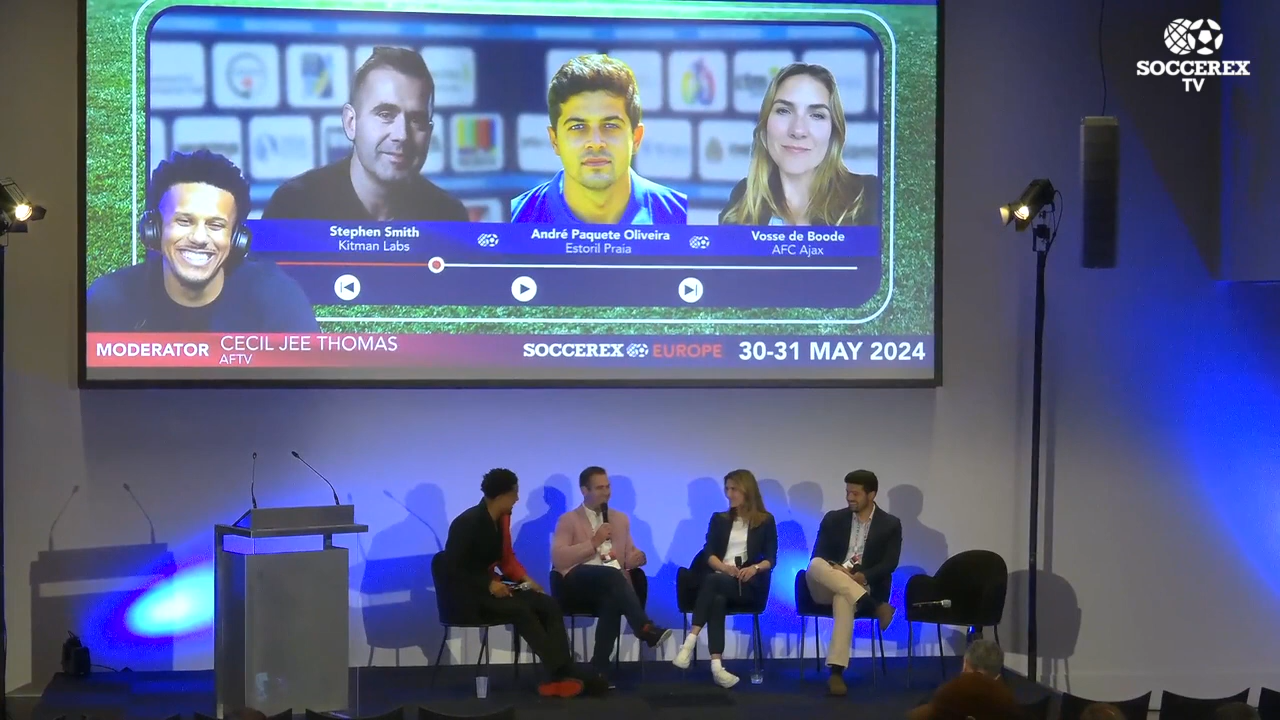 SOCCEREX
TV
Stephen Smith
Kitman Labs
André Paquete Oliveira
Estoril Praia
Vosse de Boode
AFC Ajax
MODERATOR
CECIL JEE THOMAS
AFTV
SOCCEREX EUROPE
30-31 MAY 2024